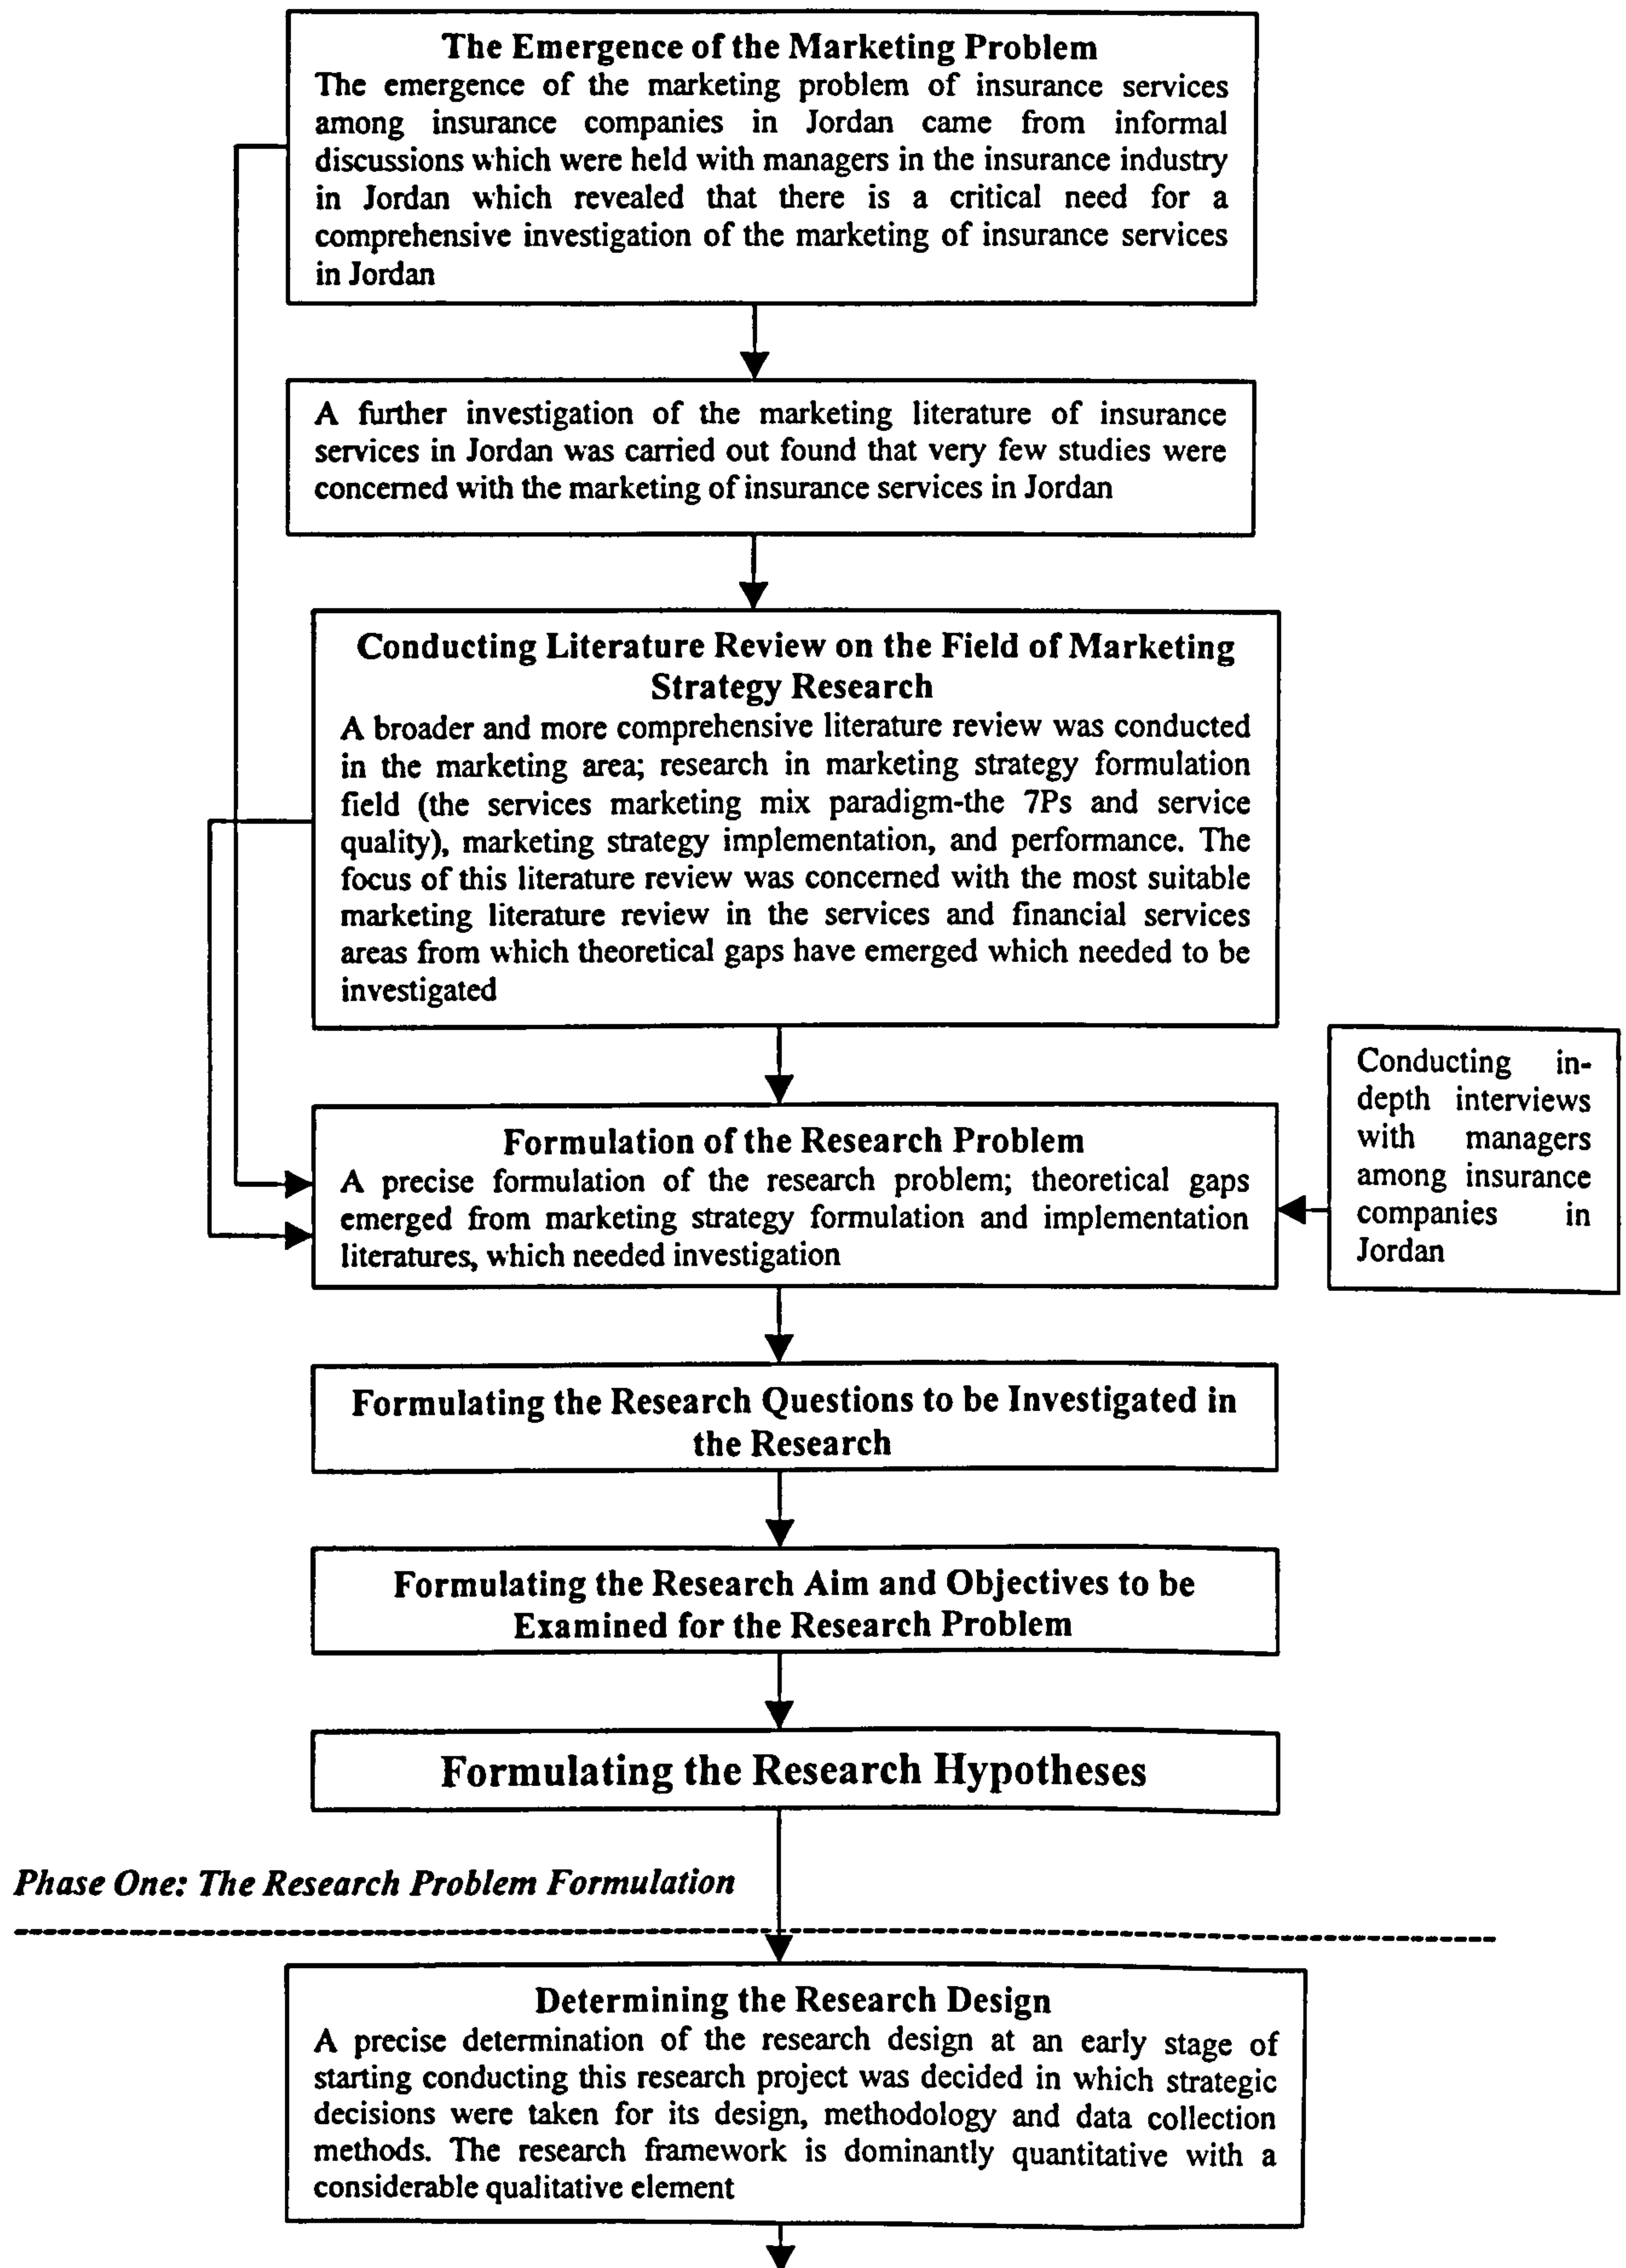 The Emergence of the Marketing Problem
The emergence of the marketing problem of insurance services
among insurance companies in Jordan came from informal
discussions which were held with managers in the insurance industry
in Jordan which revealed that there is a critical need for a
comprehensive investigation of the marketing of insurance services
in Jordan
A further investigation of the marketing literature of insurance
services in Jordan was carried out found that very few studies were
concerned with the marketing of insurance services in Jordan
Conducting Literature Review on the Field of Marketing
Strategy Research
A broader and more comprehensive literature review was conducted
in the marketing area; research in marketing strategy formulation
field (the services marketing mix paradigm-the 7Ps and service
quality), marketing strategy implementation, and performance. The
focus of this literature review was concerned with the most suitable
marketing literature review in the services and financial services
areas from which theoretical gaps have emerged which needed to be
investigated
Conducting in-
depth interviews
with managers
among insurance
companies in
Jordan
Formulation of the Research Problem
A precise formulation of the research problem; theoretical gaps
emerged from marketing strategy formulation and implementation
literatures, which needed investigation
Formulating the Research Questions to be Investigated in
the Research
Formulating the Research Aim and Objectives to be
Examined for the Research Problem
Formulating the Research Hypotheses
Phase One: The Research Problem Formulation
Determining the Research Design
A precise determination of the research design at an early stage of
starting conducting this research project was decided in which strategic
decisions were taken for its design, methodology and data collection
methods. The research framework is dominantly quantitative with a
considerable qualitative element